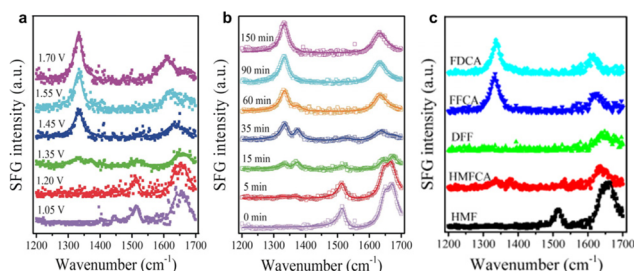 a
1.70 V
1.55 V
1.45 V
1.35 V
1.20 V
1.05 V
SFG intensity (a.u.)
1200 1300 1400 1500 1600 1700
Wavenumber (cm⁻¹)
b
150 min
90 min
60 min
35 min
15 min
5 min
0 min
SFG intensity (a.u.)
1200 1300 1400 1500 1600 1700
Wavenumber (cm⁻¹)
c
FDCA
FFCA
DFF
HMFCA
HMF
SFG intensity (a.u.)
1200 1300 1400 1500 1600 1700
Wavenumber (cm⁻¹)